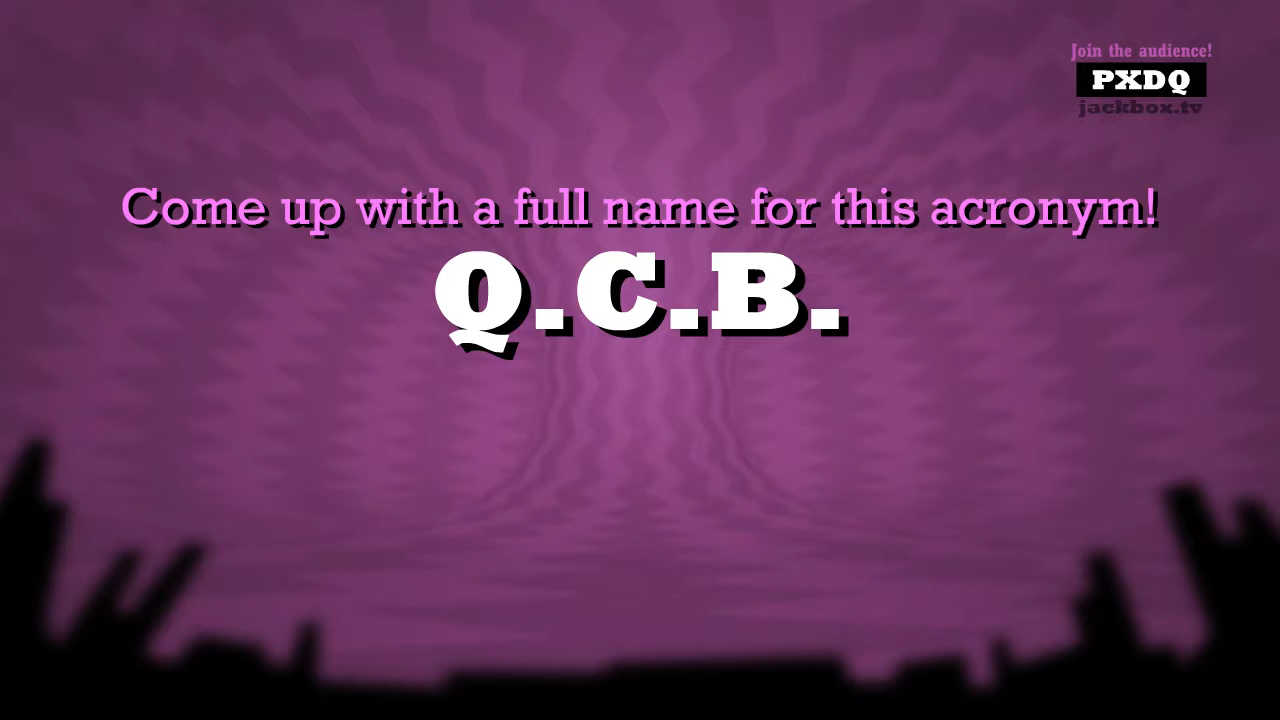 Join the audience!
PXDQ
jackbox.tv
Come up with a full name for this acronym!
Q.C.B.